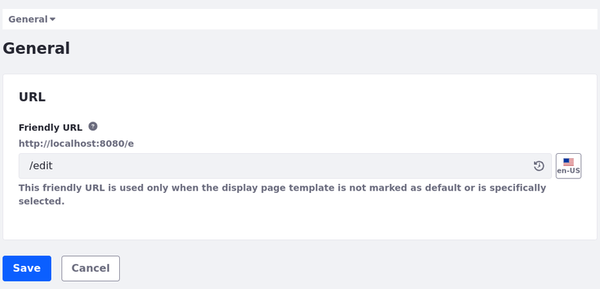 General
General
URL
Friendly URL ?
http://localhost:8080/e
/edit
en-US
This friendly URL is used only when the display page template is not marked as default or is specifically
selected.
Save Cancel